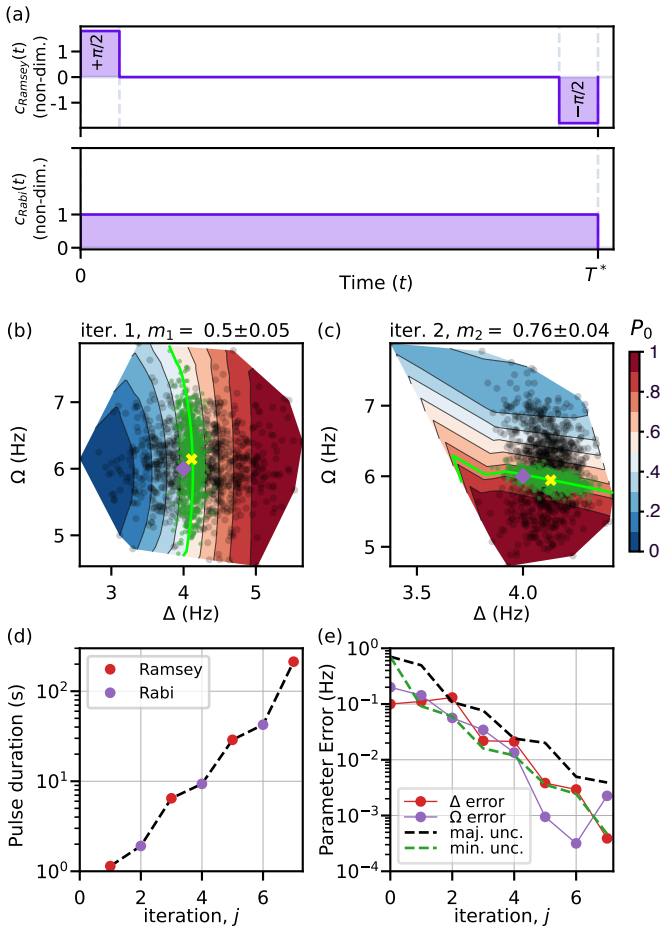 (a)
c_Ramsey(t)
(non-dim.)
1
0
-1
+π/2
−π/2
c_Rabi(t)
(non-dim.)
1
0
0
Time (t)
T*
(b)
iter. 1, m₁ = 0.5±0.05
Ω (Hz)
7
6
5
3
4
5
Δ (Hz)
(c)
iter. 2, m₂ = 0.76±0.04
Ω (Hz)
7
6
5
3.5
4.0
Δ (Hz)
P₀
1
.8
.6
.4
.2
0
(d)
Pulse duration (s)
10²
10¹
10⁰
Ramsey
Rabi
0
2
4
6
iteration, j
(e)
Parameter Error (Hz)
10⁰
10⁻¹
10⁻²
10⁻³
10⁻⁴
Δ error
Ω error
maj. unc.
min. unc.
0
2
4
6
iteration, j